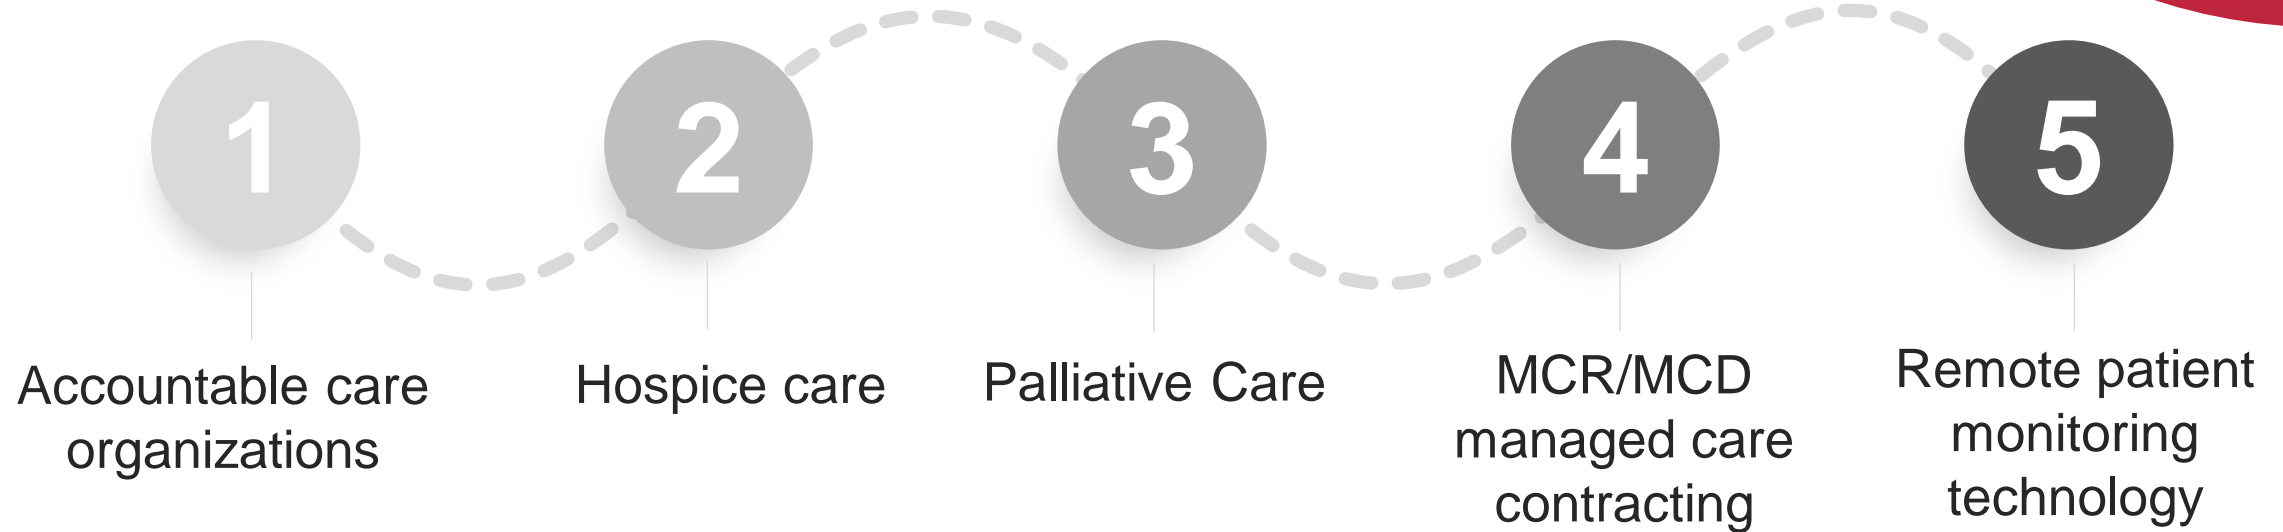 1
Accountable care
organizations
2
Hospice care
3
Palliative Care
4
MCR/MCD
managed care
contracting
5
Remote patient
monitoring
technology